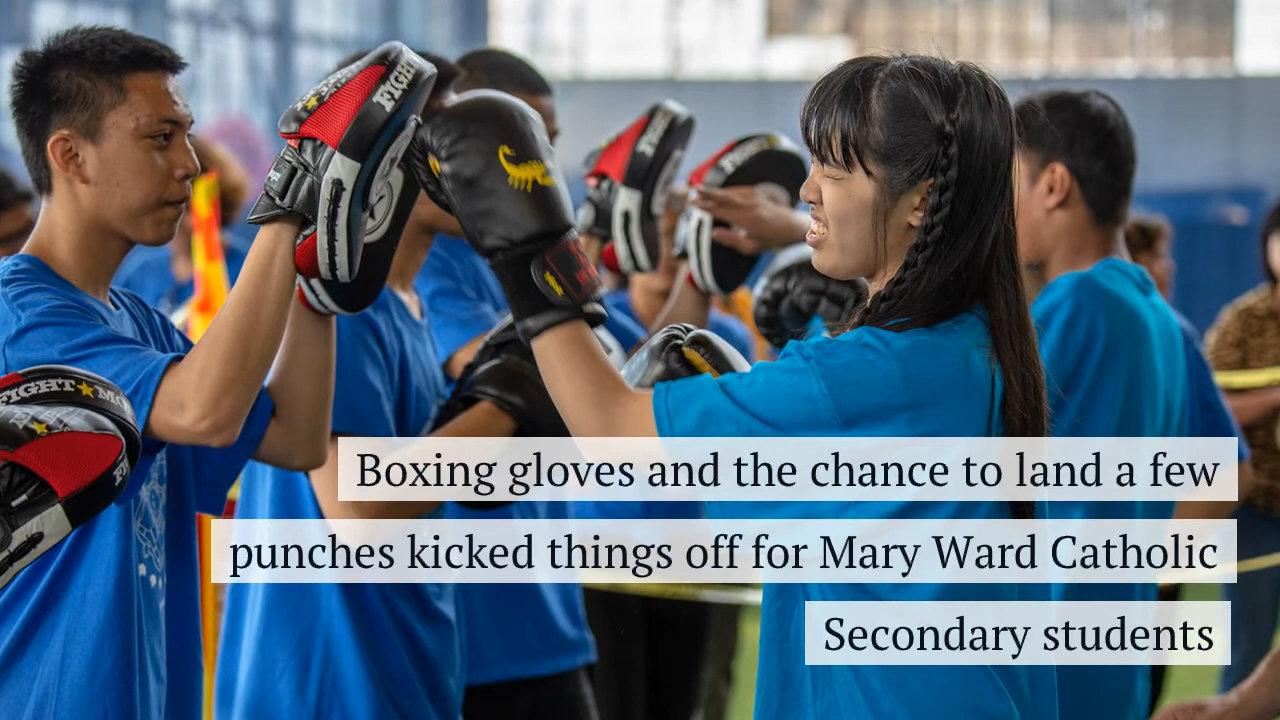 FIGHT
FIGHT
Boxing gloves and the chance to land a few
punches kicked things off for Mary Ward Catholic
Secondary students